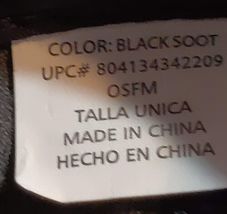 COLOR: BLACK SOOT
UPC# 804134342209
OSFM
TALLA UNICA
MADE IN CHINA
HECHO EN CHINA